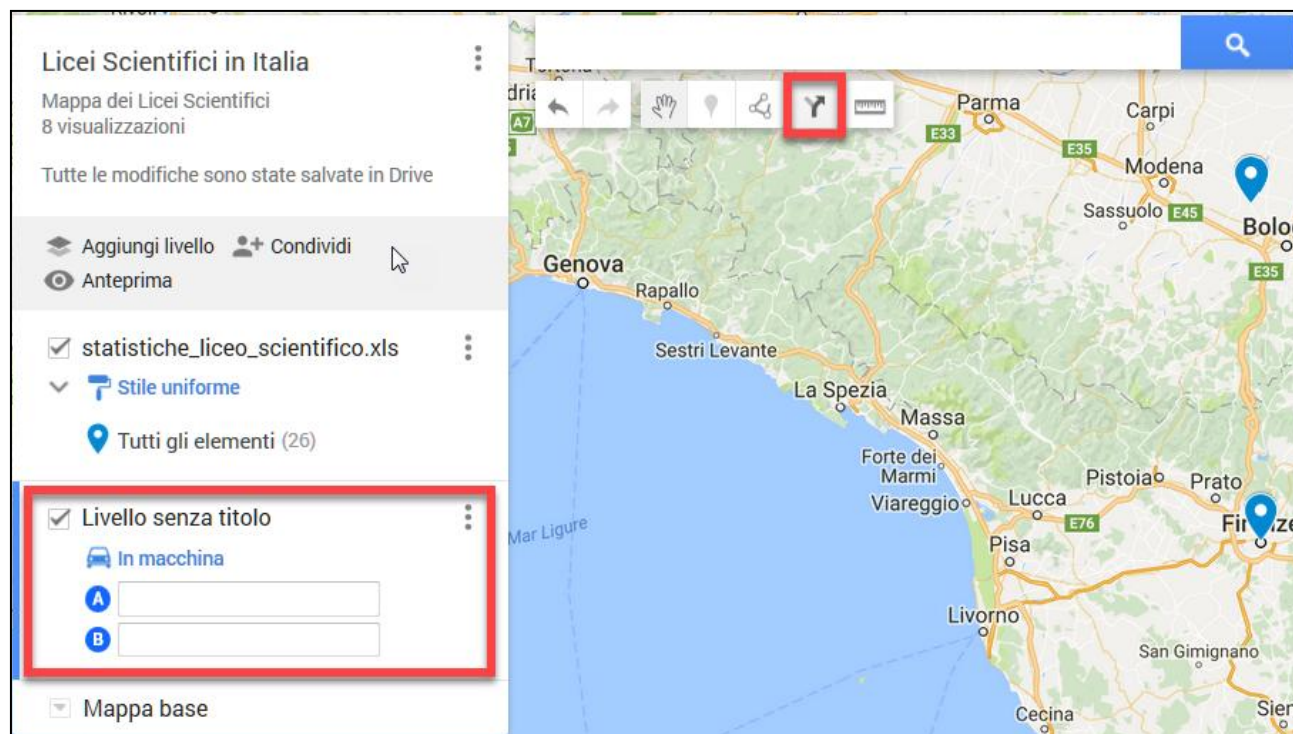 Licei Scientifici in Italia
Mappa dei Licei Scientifici
8 visualizzazioni
Tutte le modifiche sono state salvate in Drive
Aggiungi livello Condividi
Anteprima
statistiche_liceo_scientifico.xls
Stile uniforme
Tutti gli elementi (26)
Livello senza titolo
In macchina
A
B
Mappa base
A7
Parma
Carpi
E33
E35
Modena
Sassuolo
E45
Genova
E35
Rapallo
Sestri Levante
La Spezia
Massa
Forte dei
Marmi
Pistoia
Prato
Viareggio
Lucca
Mar Ligure
E76
Pisa
Livorno
San Gimignano
Cecina